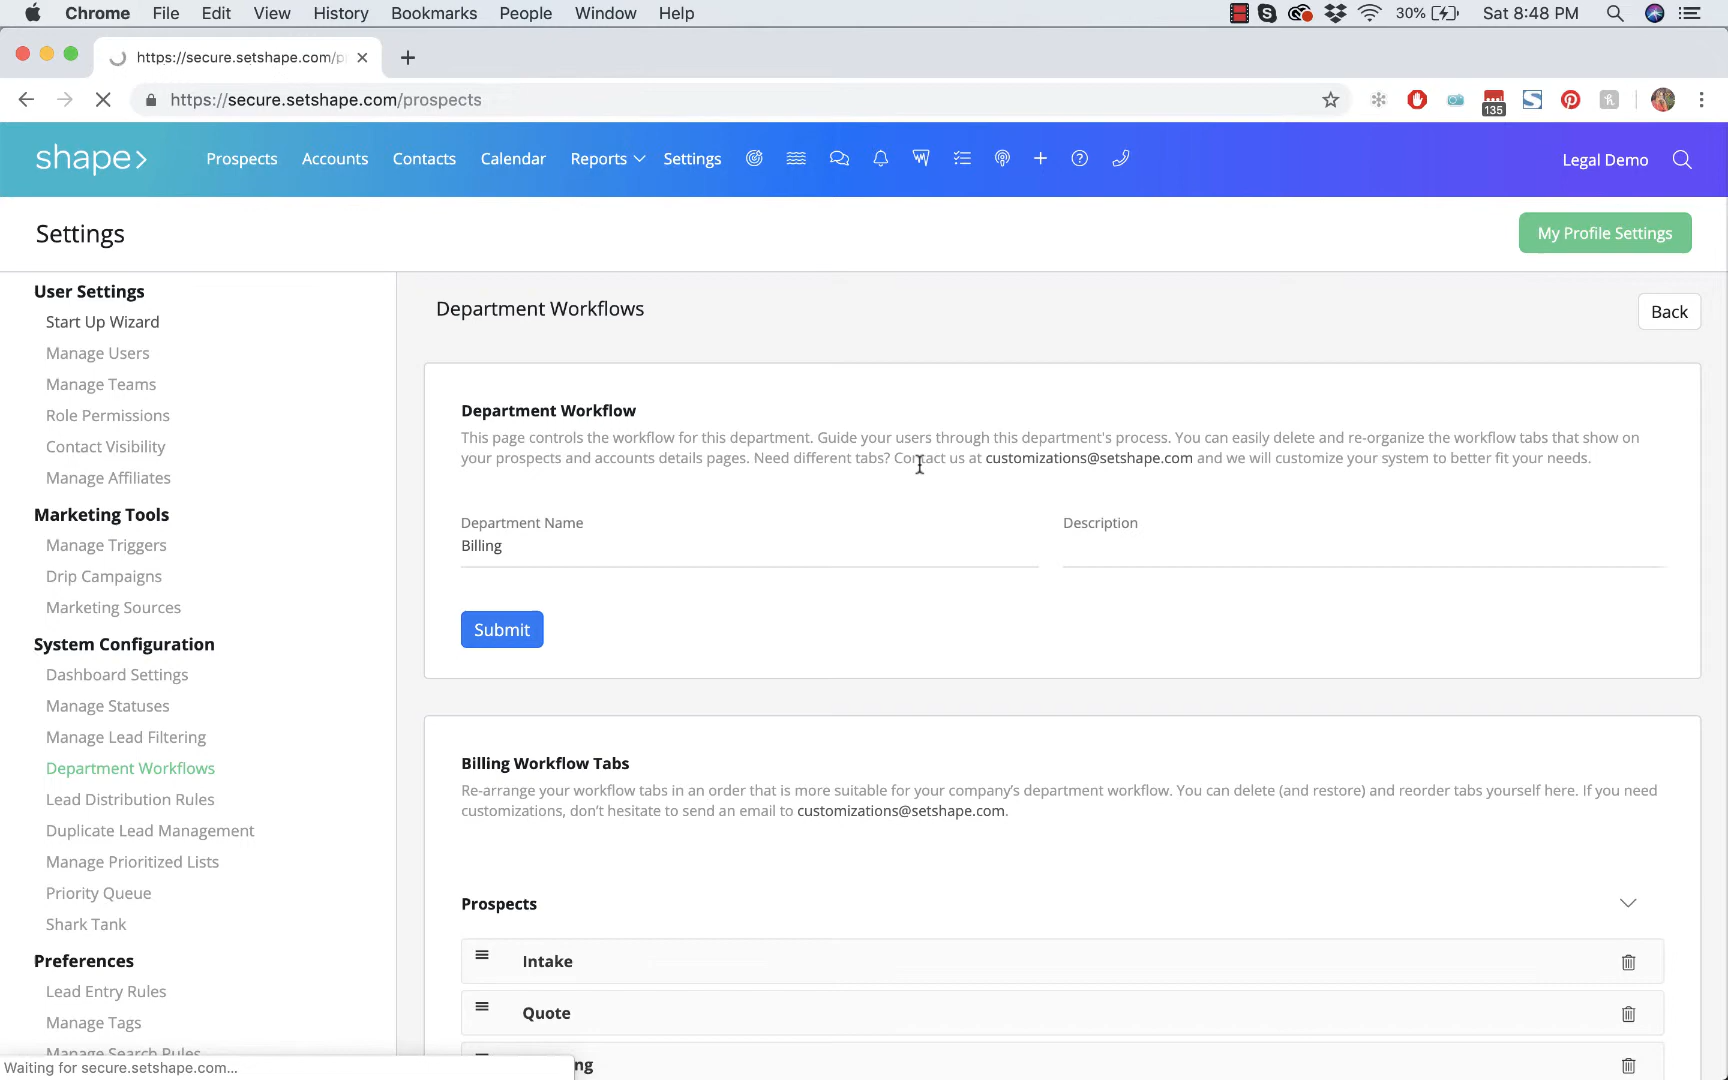 Chrome File Edit View History Bookmarks People Window Help 30% Sat 8:48 PM
https://secure.setshape.com/p
https://secure.setshape.com/prospects
135
shape> Prospects Accounts Contacts Calendar Reports Settings Legal Demo
Settings
My Profile Settings
User Settings
Start Up Wizard
Manage Users
Manage Teams
Role Permissions
Contact Visibility
Manage Affiliates
Marketing Tools
Manage Triggers
Drip Campaigns
Marketing Sources
System Configuration
Dashboard Settings
Manage Statuses
Manage Lead Filtering
Department Workflows
Lead Distribution Rules
Duplicate Lead Management
Manage Prioritized Lists
Priority Queue
Shark Tank
Preferences
Lead Entry Rules
Manage Tags
Manage Search Rules
Waiting for secure.setshape.com...
Department Workflows
Back
Department Workflow
This page controls the workflow for this department. Guide your users through this department's process. You can easily delete and re-organize the workflow tabs that show on
your prospects and accounts details pages. Need different tabs? Contact us at customizations@setshape.com and we will customize your system to better fit your needs.
Department Name
Billing
Description
Submit
Billing Workflow Tabs
Re-arrange your workflow tabs in an order that is more suitable for your company's department workflow. You can delete (and restore) and reorder tabs yourself here. If you need
customizations, don't hesitate to send an email to customizations@setshape.com.
Prospects
Intake
Quote
ng